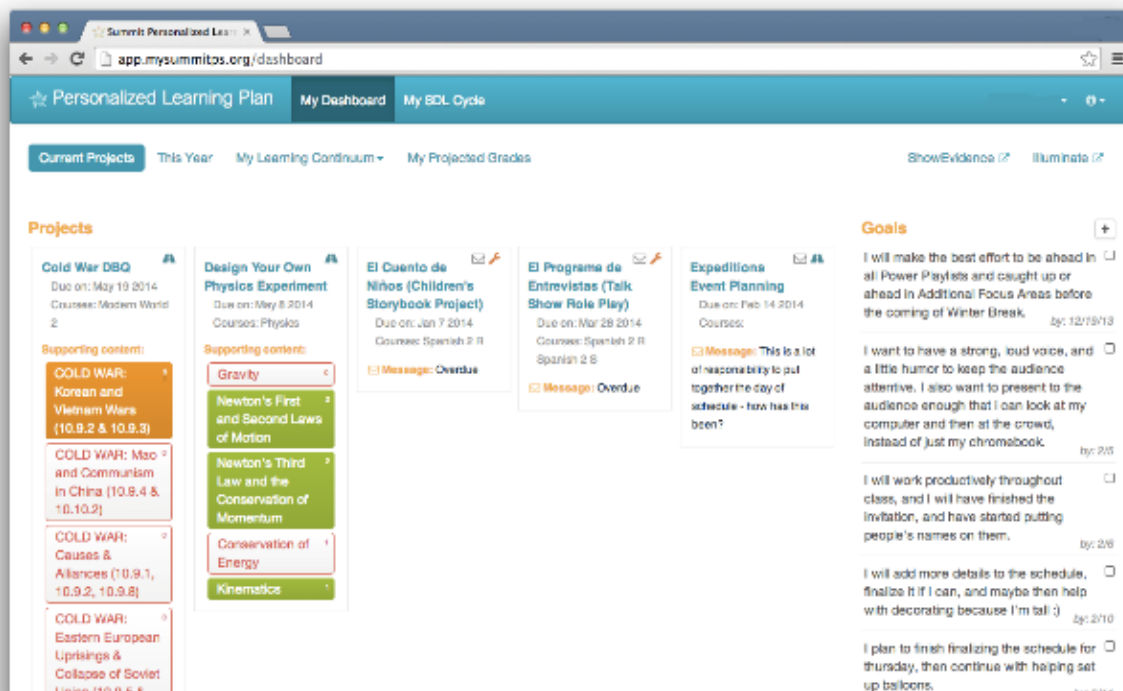 Summit Personalized Lear
app.mysummitps.org/dashboard
Personalized Learning Plan
My Dashboard
My SDL Cycle
Current Projects
This Year
My Learning Continuum
My Projected Grades
ShowEvidence
Illuminate
Projects
Cold War DBQ
Due on: May 19 2014
Courses: Modern World
2
Supporting content:
COLD WAR:
Korean and
Vietnam Wars
(10.9.2 & 10.9.3)
COLD WAR: Mao
and Communism
in China (10.9.4 &
10.10.2)
COLD WAR:
Causes &
Alliances (10.9.1,
10.9.2, 10.9.8)
COLD WAR:
Eastern European
Uprisings &
Collapse of Soviet
Design Your Own
Physics Experiment
Due on: May 8 2014
Courses: Physics
Supporting content:
Gravity
Newton's First
and Second Laws
of Motion
Newton's Third
Law and the
Conservation of
Momentum
Conservation of
Energy
Kinematics
El Cuento de
Niños (Children's
Storybook Project)
Due on: Jan 7 2014
Courses: Spanish 2
Message: Overdue
El Programa de
Entrevistas (Talk
Show Role Play)
Due on: Mar 28 2014
Courses: Spanish 2
Spanish 2
Message: Overdue
Expeditions
Event Planning
Due on: Feb 14 2014
Courses:
Message: This is a lot
of responsibility to put
together the day of
schedule - how has this
been?
Goals
+
I will make the best effort to be ahead in
all Power Playlists and caught up or
ahead in Additional Focus Areas before
the coming of Winter Break.
by: 12/19/13
I want to have a strong, loud voice, and
a little humor to keep the audience
attentive. I also want to present to the
audience enough that I can look at my
computer and then at the crowd,
instead of just my chromebook.
by: 2/5
I will work productively throughout
class, and I will have finished the
invitation, and have started putting
people's names on them.
by: 2/6
I will add more details to the schedule,
finalize it if I can, and maybe then help
with decorating because I'm tall :)
by: 2/10
I plan to finish finalizing the schedule for
thursday, then continue with helping set
up balloons.